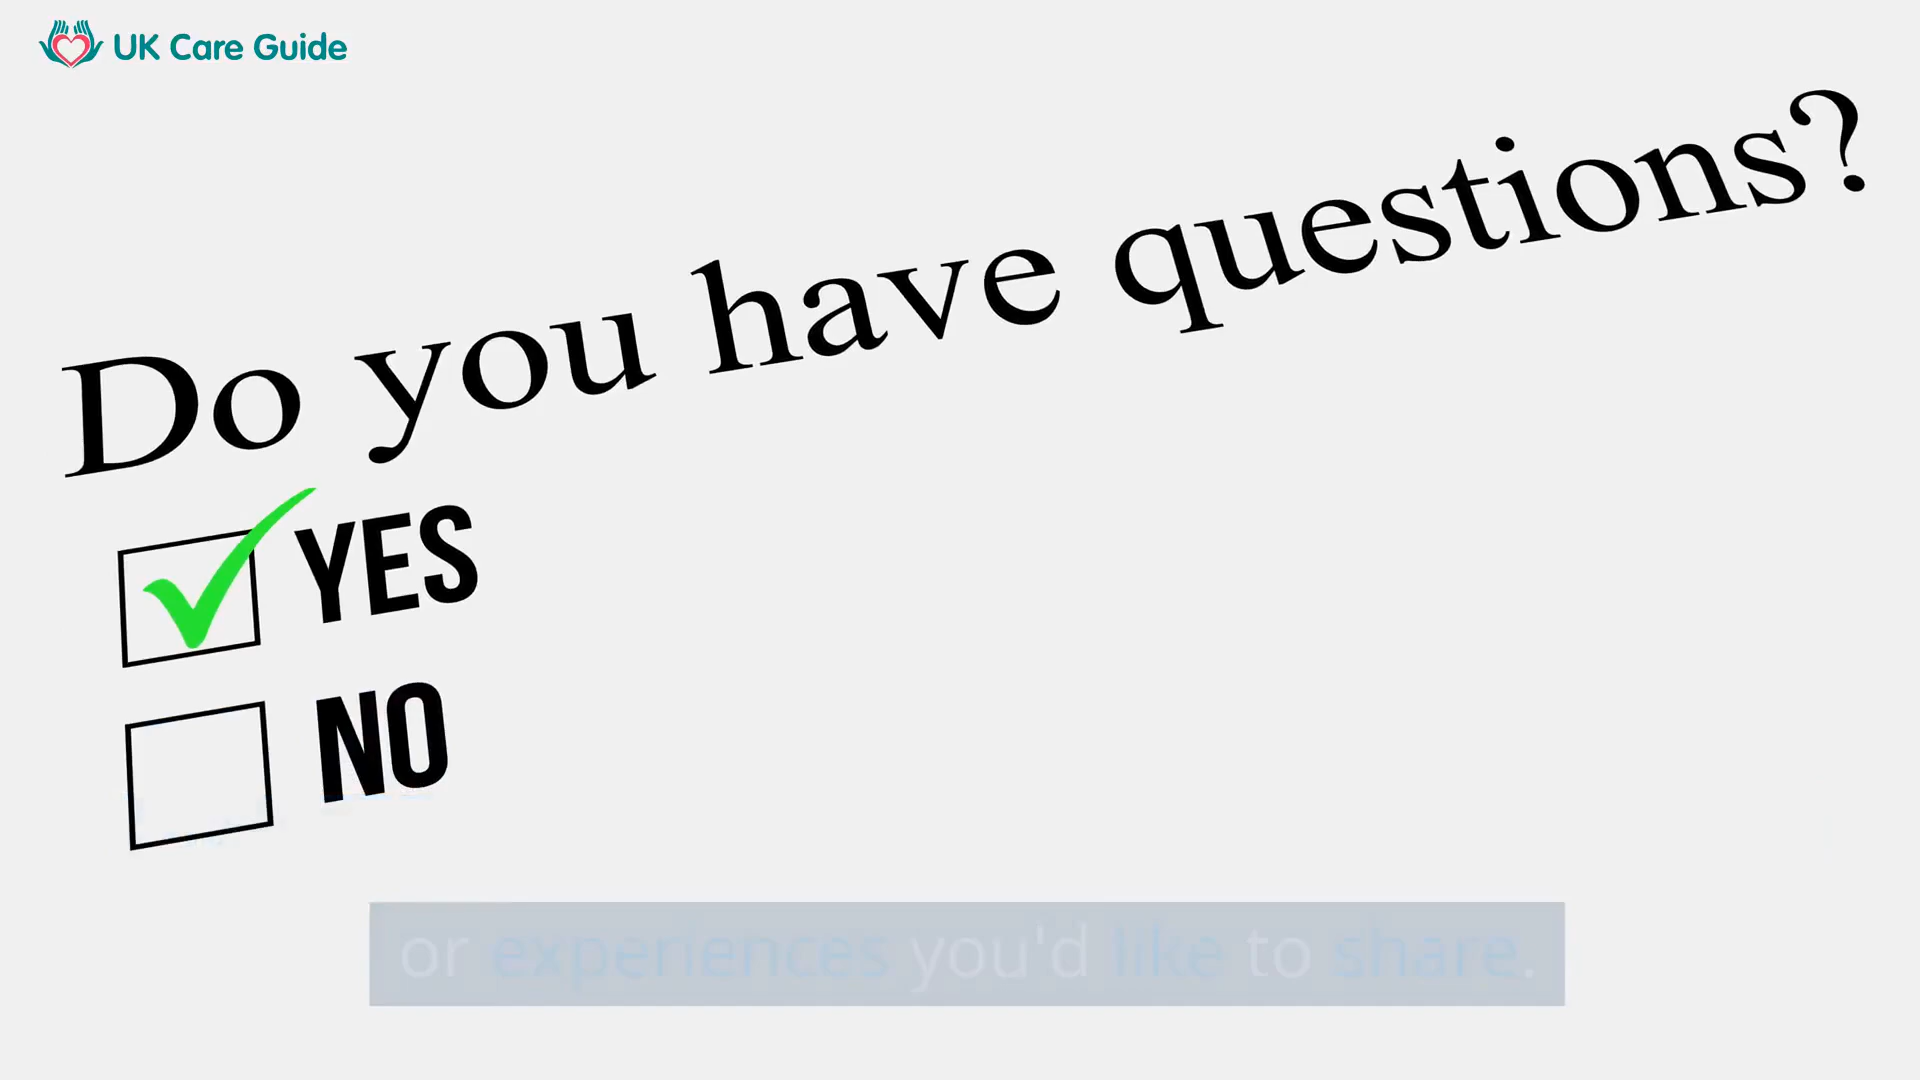 UK Care Guide
Do you have questions?
YES
NO
or experiences you'd like to share.